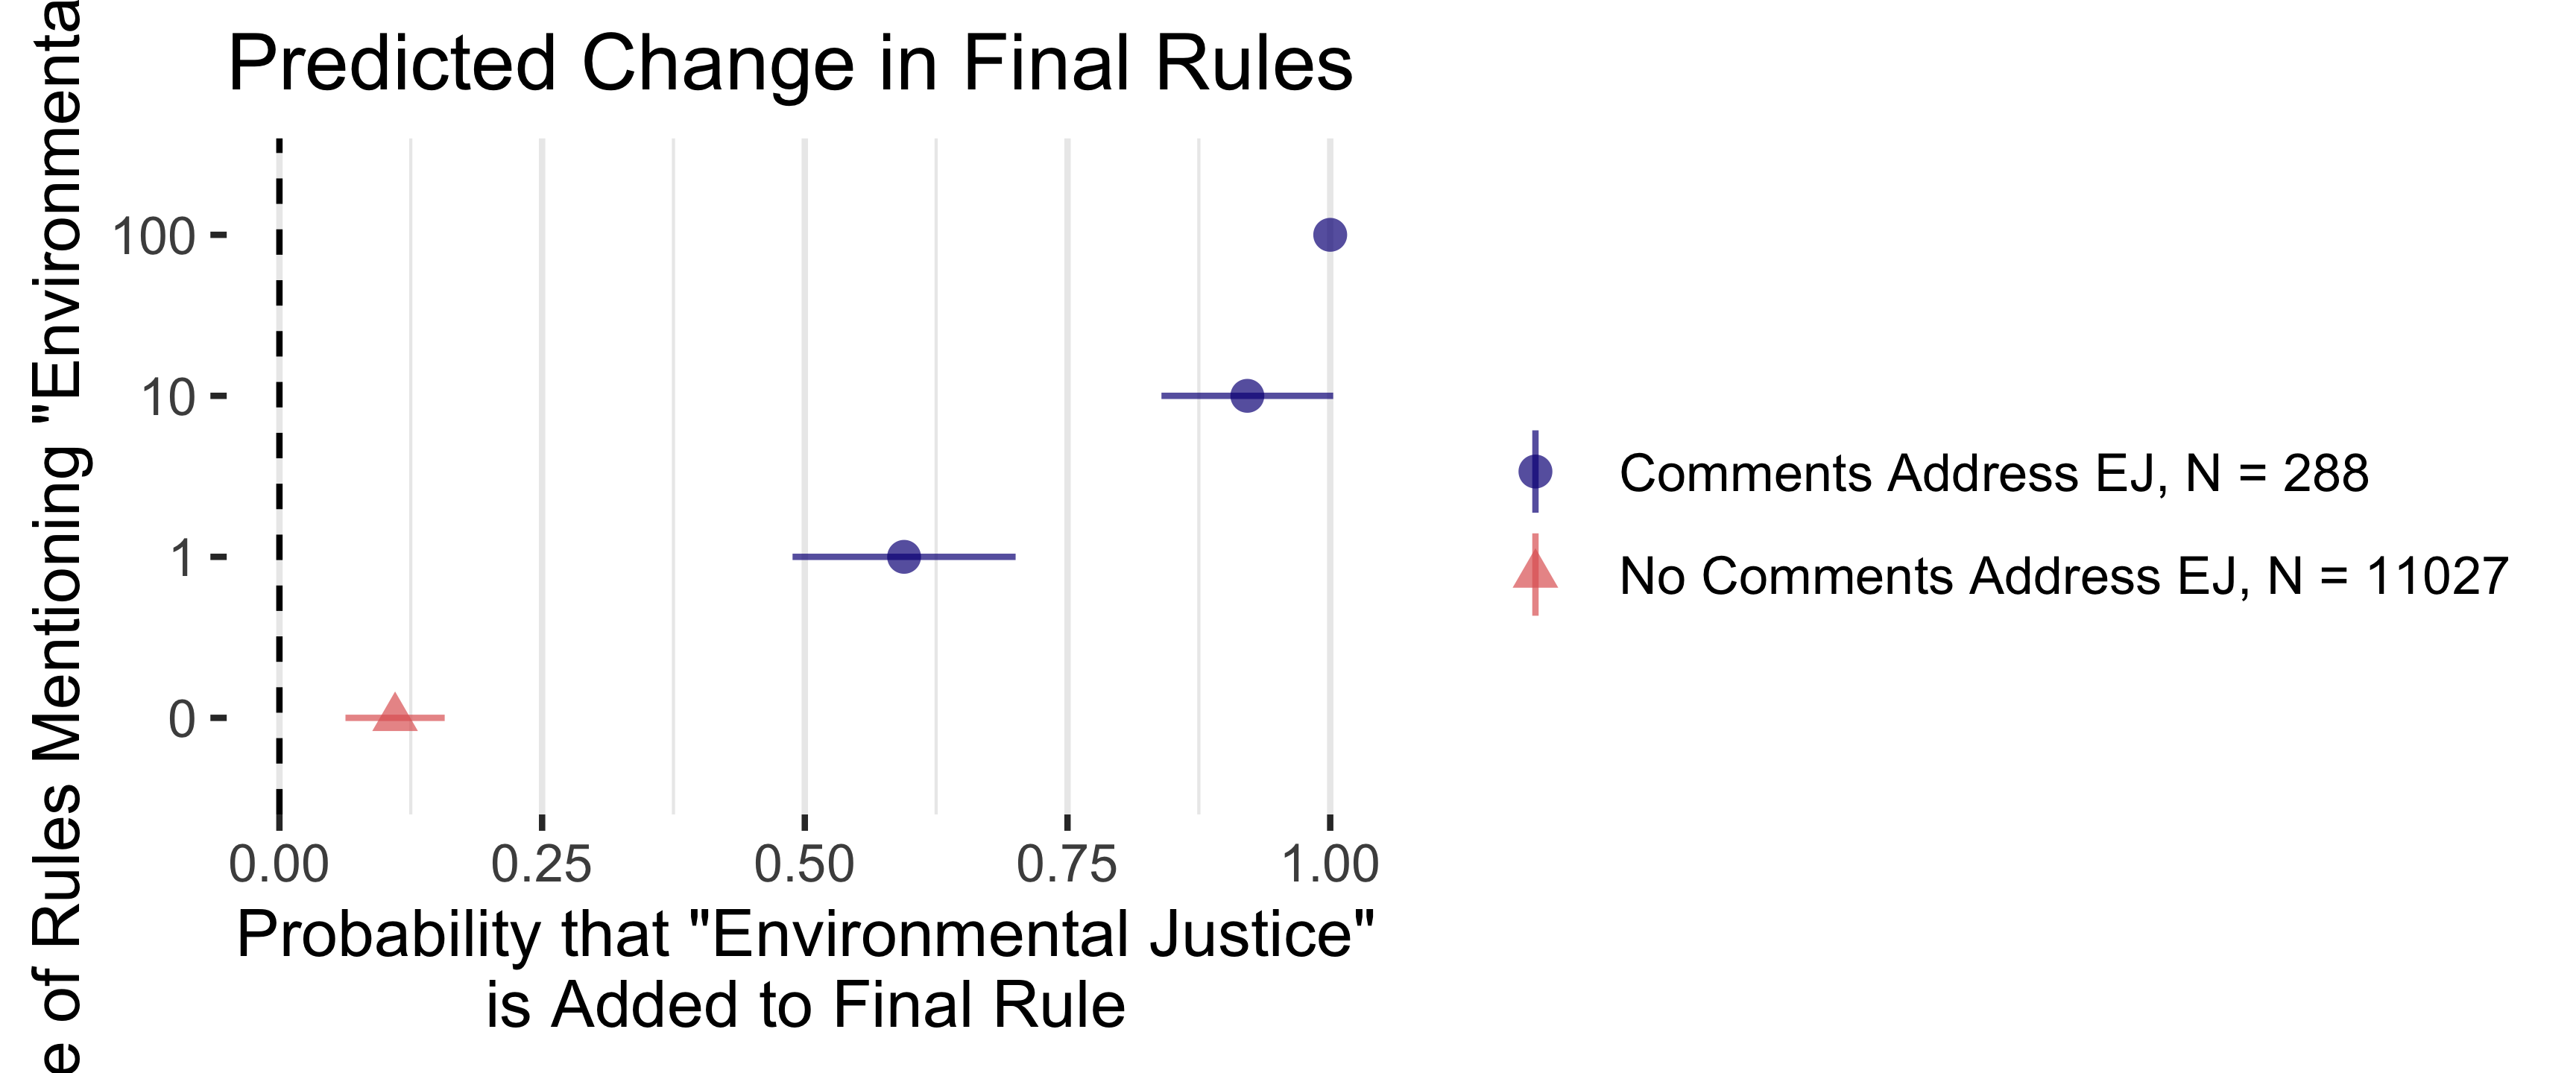 Predicted Change in Final Rules
e of Rules Mentioning "Environmenta
100
10
1
0
0.00 0.25 0.50 0.75 1.00
Probability that "Environmental Justice"
is Added to Final Rule
Comments Address EJ, N = 288
No Comments Address EJ, N = 11027